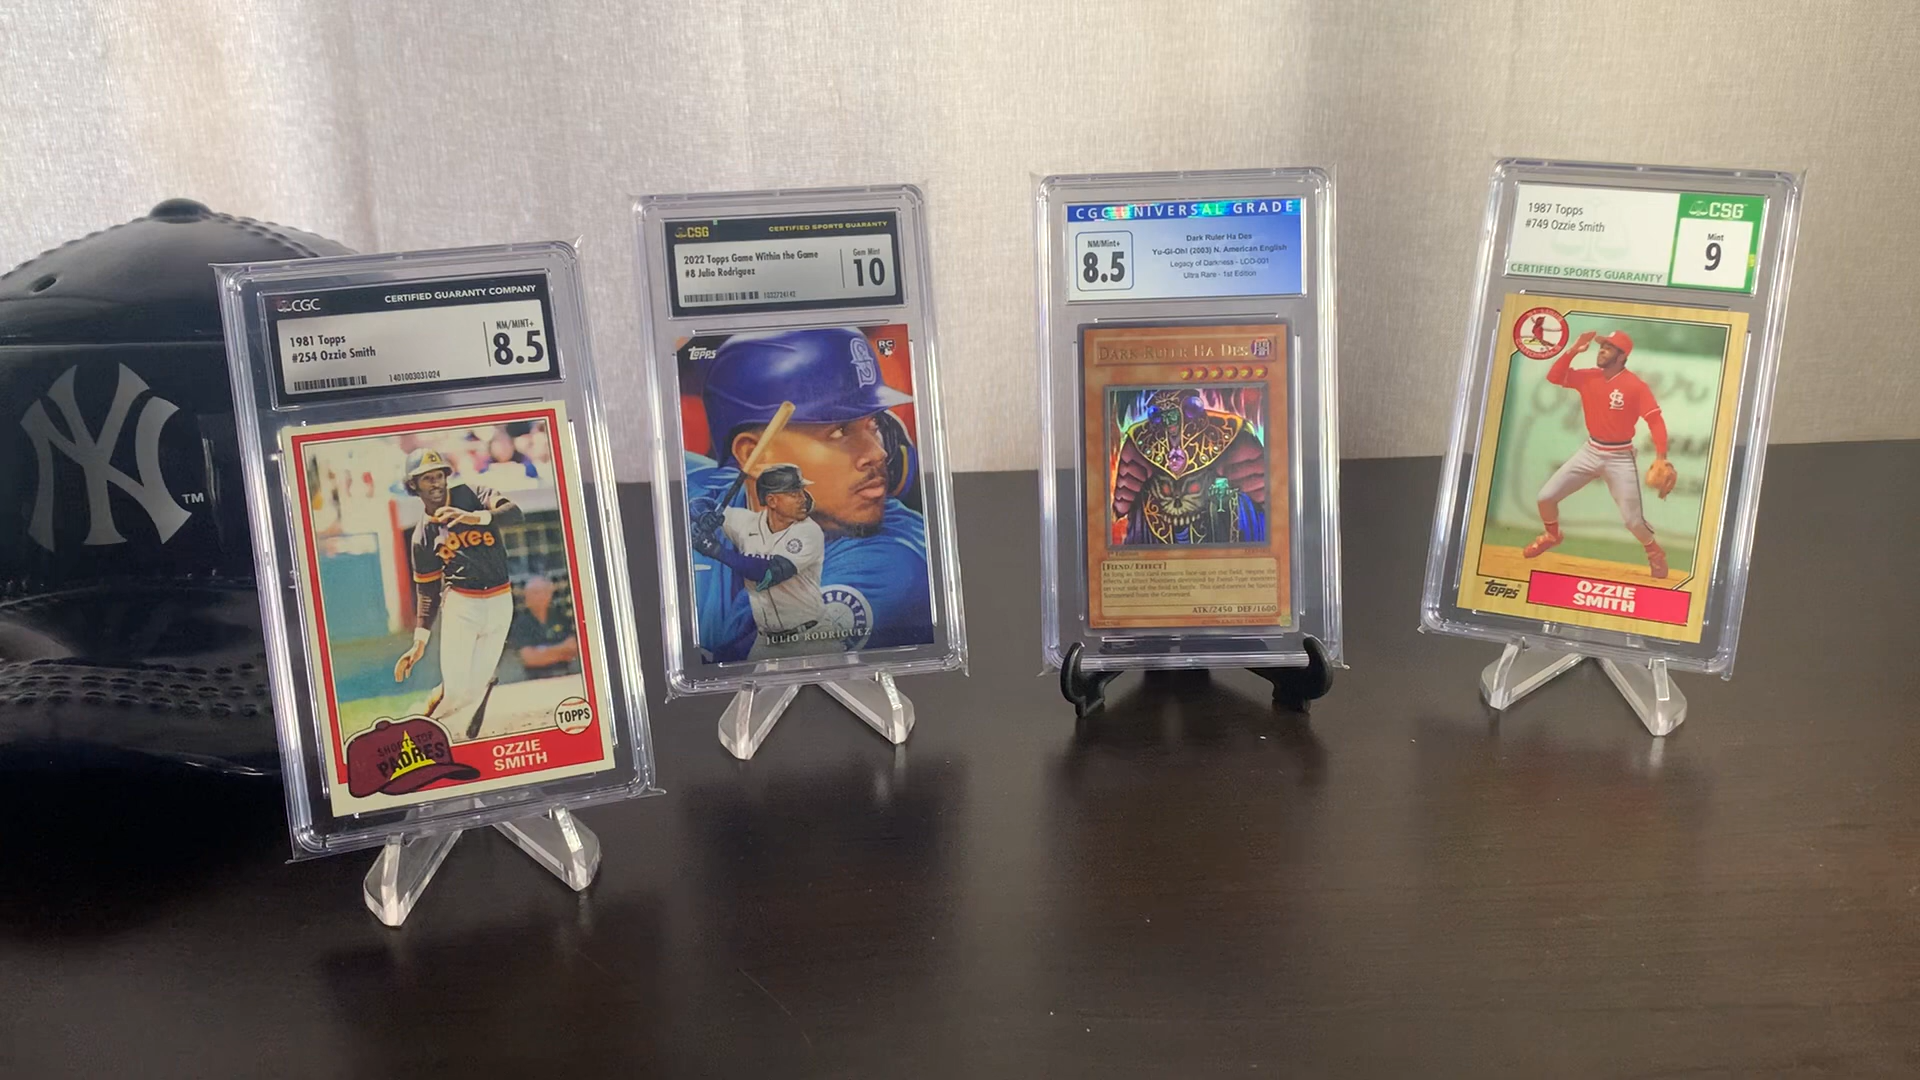 NY
TM
CGC
CERTIFIED GUARANTY COMPANY
1981 Topps
#254 Ozzie Smith
NM/MINT+
8.5
1401003031024
SHORTSTOP
PADRES
OZZIE
SMITH
TOPPS
CSG
CERTIFIED SPORTS GUARANTY
2022 Topps Game Within the Game
#8 Julio Rodriguez
Gem Mint
10
Topps
RC
S
JULIO RODRIGUEZ
CGC UNIVERSAL GRADE
NM/Mint+
8.5
Dark Ruler Ha Des
Yu-Gi-Oh! (2003) N. American English
Legacy of Darkness - LOD-001
Ultra Rare - 1st Edition
DARK RULER HA DES
1st Edition
[FIEND/EFFECT]
ATK/2450 DEF/1600
1987 Topps
#749 Ozzie Smith
CSG
Mint
9
CERTIFIED SPORTS GUARANTY
Topps
OZZIE
SMITH